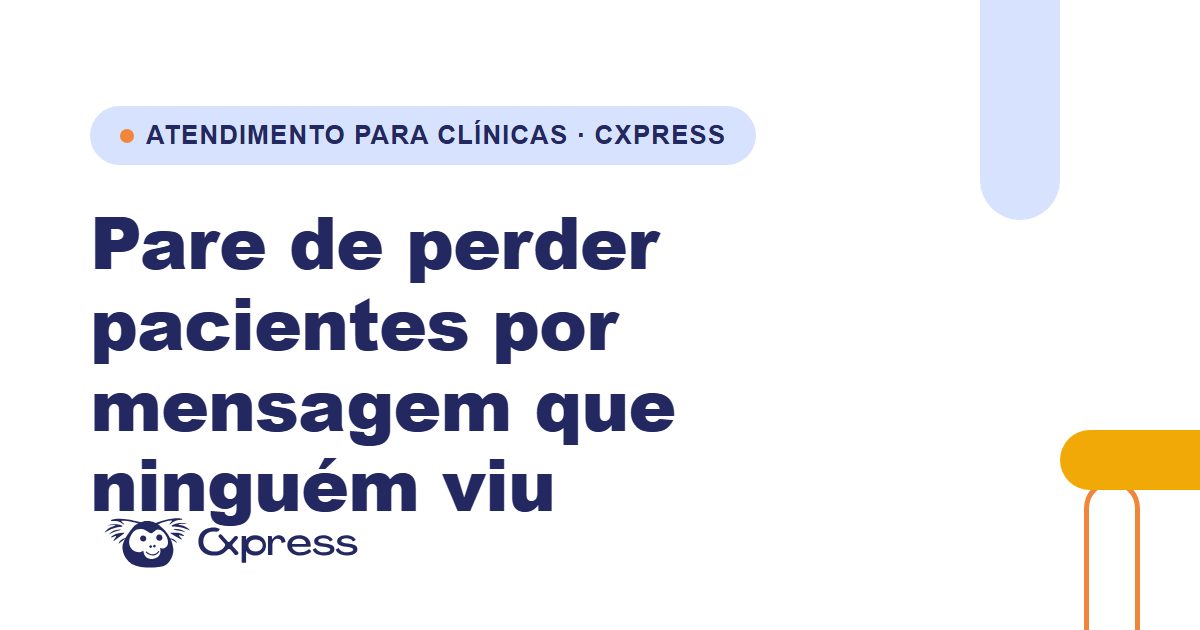 ATENDIMENTO PARA CLÍNICAS · CXPRESS
Pare de perder
pacientes por
mensagem que
ninguém viu
Cxpress